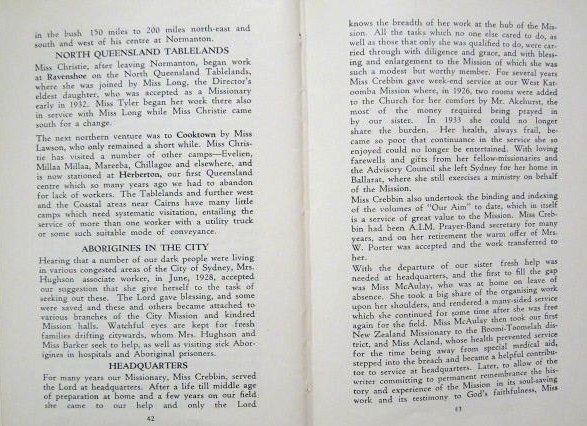 in the bush 150 miles to 200 miles north-east and
south and west of his centre at Normanton.
NORTH QUEENSLAND TABLELANDS
Miss Christie, after leaving Normanton, began work
at Ravenshoe on the North Queensland Tablelands,
where she was joined by Miss Long, the Director's
eldest daughter, who was accepted as a Missionary
early in 1932. Miss Tyler began her work there also
in service with Miss Long while Miss Christie came
south for a change.
The next northern venture was to Cooktown by Miss
Lawson, who only remained a short while. Miss Chris-
tie has visited a number of other camps—Evelsen,
Millaa Millaa, Mareeba, Chillagoe and elsewhere, and
is now stationed at Herberton, our first Queensland
centre which so many years ago we had to abandon
for lack of workers. The Tablelands and further west
and the Coastal areas near Cairns have many little
camps which need systematic visitation, entailing the
service of more than one worker with a utility truck
or some such suitable mode of conveyance.
ABORIGINES IN THE CITY
Hearing that a number of our dark people were living
in various congested areas of the City of Sydney, Mrs.
Hughson associate worker, in June, 1928, accepted
our suggestion that she give herself to the task of
seeking out these. The Lord gave blessing, and some
were saved and these and others became attached to
various branches of the City Mission and kindred
Mission halls. Watchful eyes are kept for fresh
families drifting citywards, whom Mrs. Hughson and
Miss Barker seek to help, as well as visiting sick Abor-
igines in hospitals and Aboriginal prisoners.
HEADQUARTERS
For many years our Missionary, Miss Crebbin, served
the Lord at headquarters. After a life till middle age
of preparation at home and a few years on our field
she came to our help and only the Lord
42
knows the breadth of her work at the hub of the Mis-
sion. All the tasks which no one else cared to do, as
well as those that only she was qualified to do, were car-
ried through with diligence and grace, and with bless-
ing and enlargement to the Mission of which she was
such a modest but worthy member. For several years
Miss Crebbin gave week-end service at our West Kat-
oomba Mission where, in 1926, two rooms were added
to the Church for her comfort by Mr. Akehurst, the
most of the money required being prayed in
by our sister. In 1933 she could no longer
share the burden. Her health, always frail, be-
came so poor that continuance in the service she so
enjoyed could no longer be entertained. With loving
farewells and gifts from her fellow-missionaries and
the Advisory Council she left Sydney for her home in
Ballarat, where she still exercises a ministry on behalf
of the Mission.
Miss Crebbin also undertook the binding and indexing
of the volumes of "Our Aim" to date, which in itself
is a service of great value to the Mission. Miss Creb-
bin had been A.I.M. Prayer-Band secretary for many
years, and on her retirement the warm offer of Mrs.
W. Porter was accepted and the work transferred to
her.
With the departure of our sister fresh help was
needed at headquarters, and the first to fill the gap
was Miss McAulay, who was at home on leave of
absence. She took a big share of the organising work
upon her shoulders, and rendered a many-sided service
which she continued for some time after she was free
again for the field. Miss McAulay then took our first
New Zealand Missionary to the Boomi-Toomelah dis-
trict, and Miss Acland, whose health prevented service
for the time being away from special medical aid,
stepped into the breach and became a helpful contribu-
tor to service at headquarters. Later, to allow of the
writer committing to permanent remembrance the his-
tory and experience of the Mission in its soul-saving
work and its testimony to God's faithfulness, Miss
43